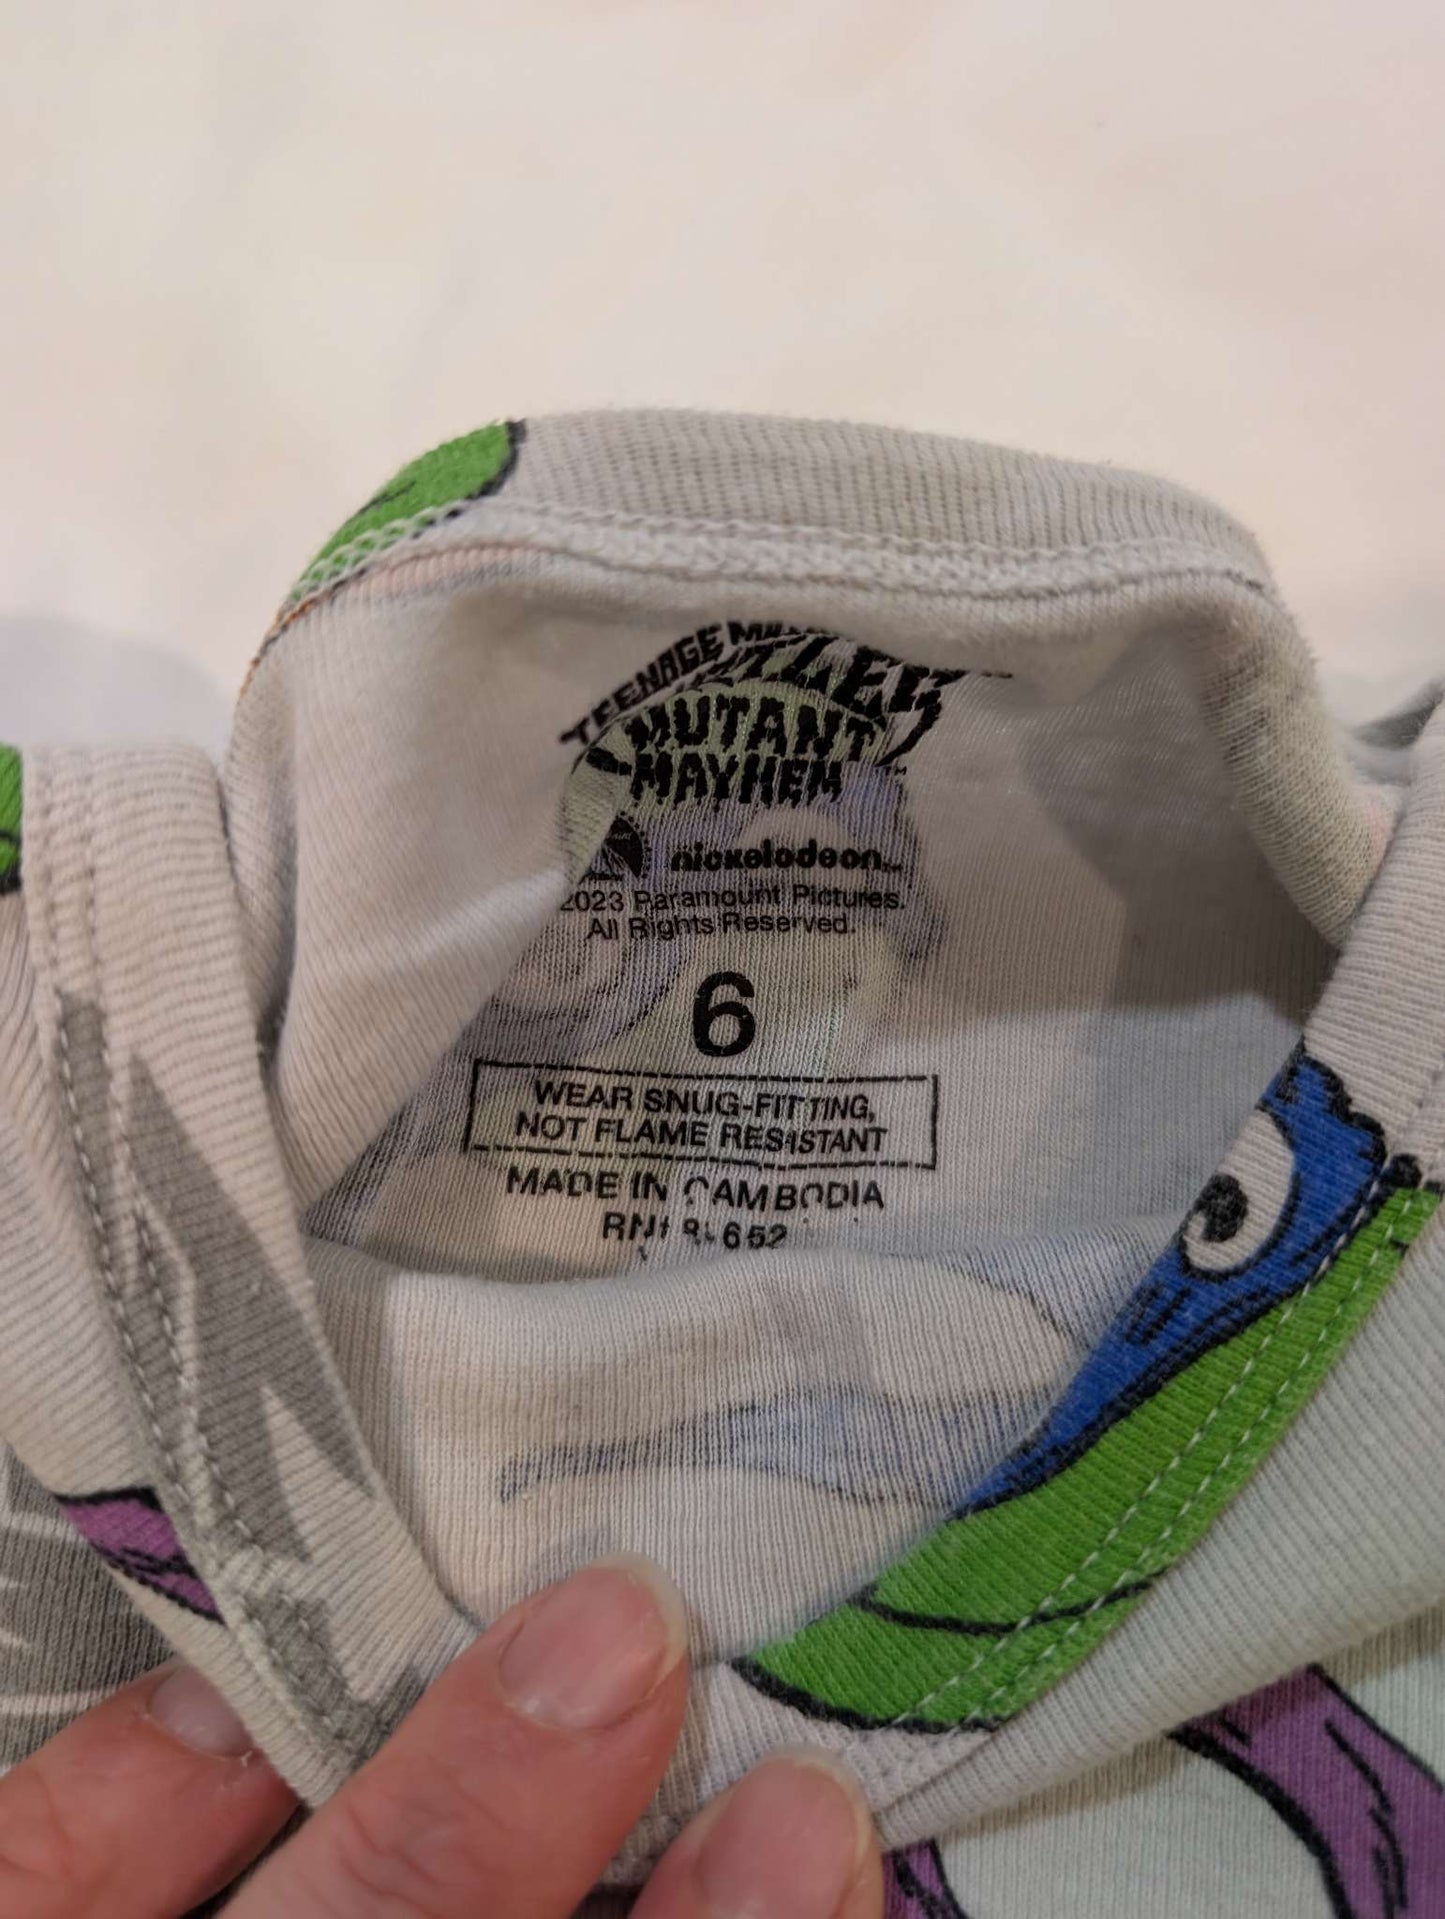 TEENAGE
MUTANT
MAYHEM
nickelodeon
2023 Paramount Pictures.
All Rights Reserved.
6
WEAR SNUG-FITTING,
NOT FLAME RESISTANT
MADE IN CAMBODIA